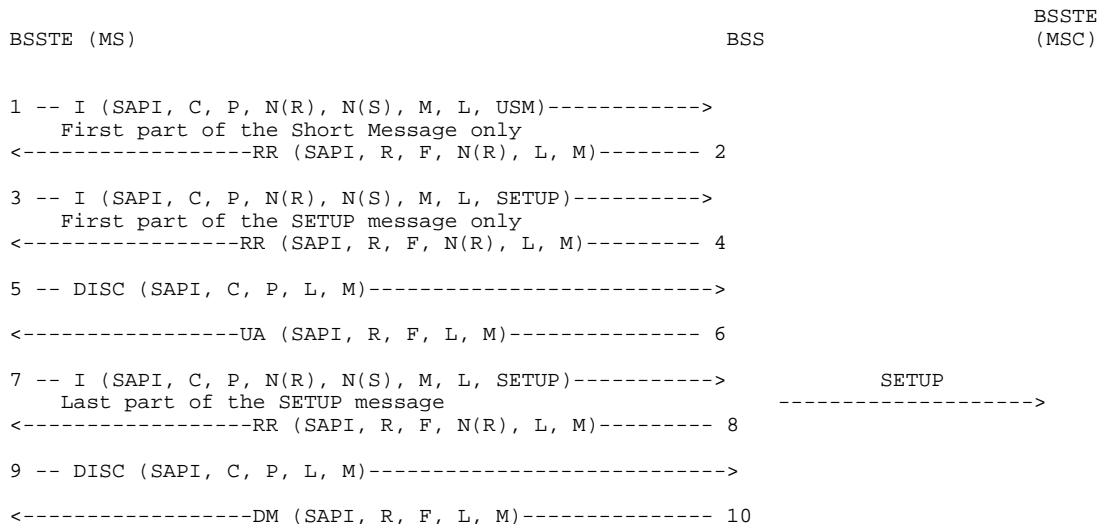 BSSTE
BSSTE (MS) BSS (MSC)
1 -- I (SAPI, C, P, N(R), N(S), M, L, USM)------------>
First part of the Short Message only
<------------------RR (SAPI, R, F, N(R), L, M)-------- 2
3 -- I (SAPI, C, P, N(R), N(S), M, L, SETUP)---------->
First part of the SETUP message only
<-----------------RR (SAPI, R, F, N(R), L, M)--------- 4
5 -- DISC (SAPI, C, P, L, M)--------------------------->
<-----------------UA (SAPI, R, F, L, M)--------------- 6
7 -- I (SAPI, C, P, N(R), N(S), M, L, SETUP)-----------> SETUP
Last part of the SETUP message -------------------->
<------------------RR (SAPI, R, F, N(R), L, M)--------- 8
9 -- DISC (SAPI, C, P, L, M)---------------------------->
<------------------DM (SAPI, R, F, L, M)--------------- 10